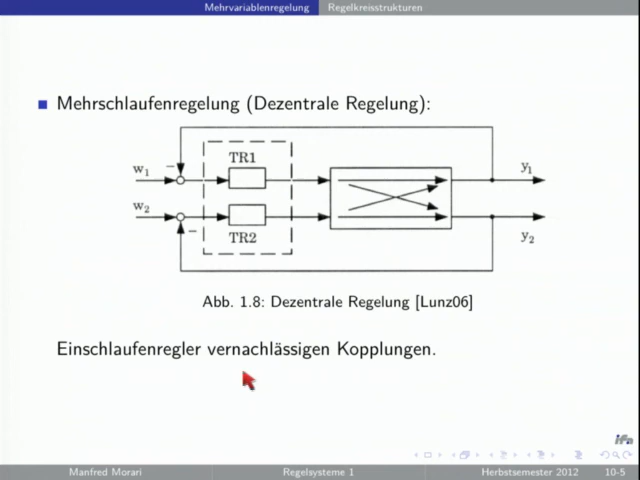 Mehrvariablenregelung Regelkreisstrukturen
Mehrschlaufenregelung (Dezentrale Regelung):
w1 − TR1 y1
w2 − TR2 y2
Abb. 1.8: Dezentrale Regelung [Lunz06]
Einschlaufenregler vernachlässigen Kopplungen.
ifa
Manfred Morari Regelsysteme 1 Herbstsemester 2012 10-5